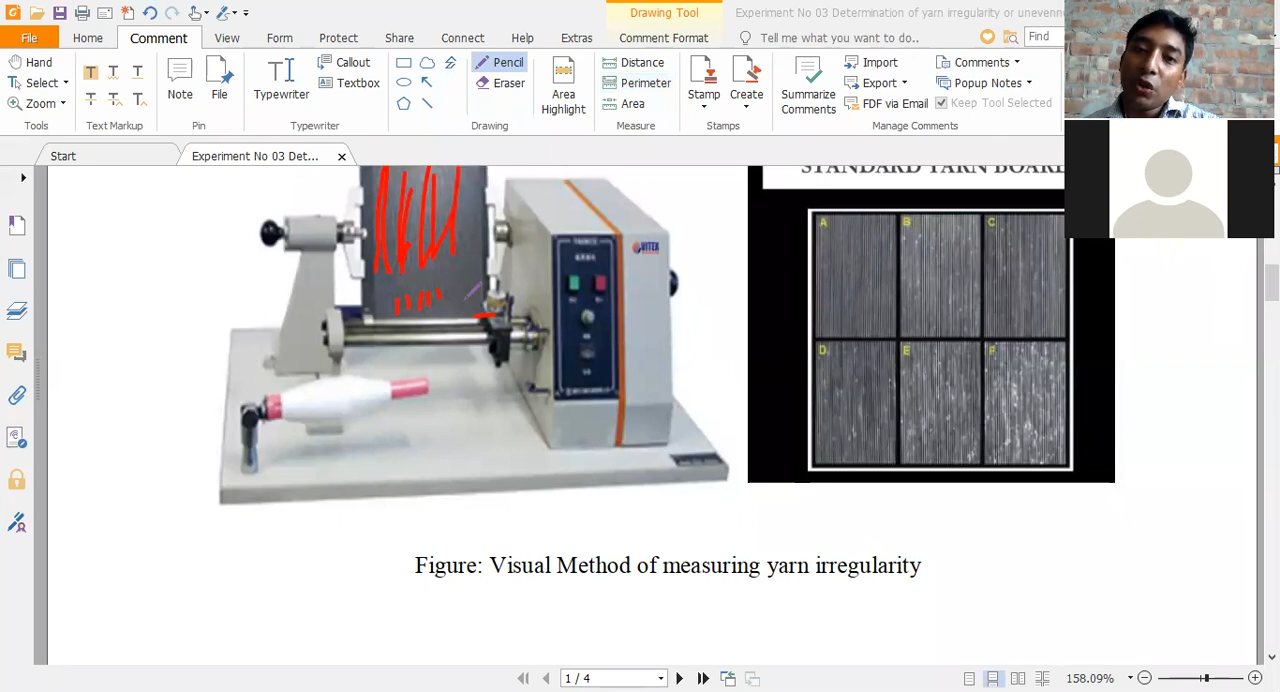 Drawing Tool
Experiment No 03 Determination of yarn irregularity or unevenne
File
Home
Comment
View
Form
Protect
Share
Connect
Help
Extras
Comment Format
Tell me what you want to do..
Find
Hand
Select
Zoom
Tools
Text Markup
Note
File
Pin
Typewriter
Callout
Textbox
Typewriter
Pencil
Eraser
Drawing
Area
Highlight
Distance
Perimeter
Area
Measure
Stamp
Create
Stamps
Summarize
Comments
Import
Export
FDF via Email
Comments
Popup Notes
Keep Tool Selected
Manage Comments
Start
Experiment No 03 Det...
STANDARD YARN BOARD
A
B
C
D
E
F
Figure: Visual Method of measuring yarn irregularity
1 / 4
158.09%